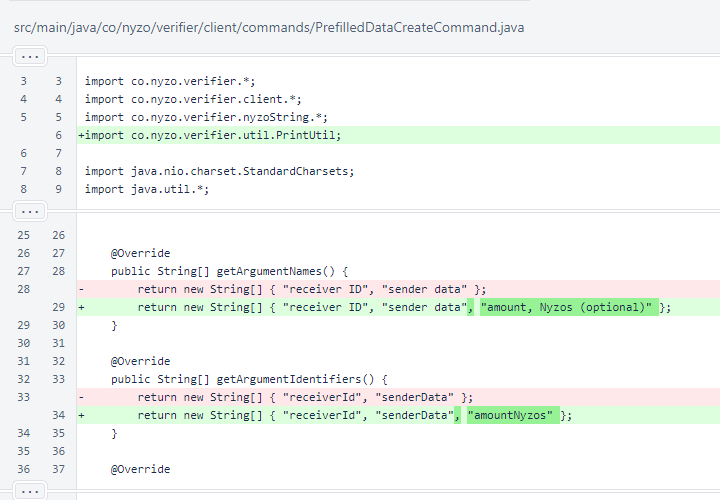 src/main/java/co/nyzo/verifier/client/commands/PrefilledDataCreateCommand.java
...
3 3 import co.nyzo.verifier.*;
4 4 import co.nyzo.verifier.client.*;
5 5 import co.nyzo.verifier.nyzoString.*;
6 +import co.nyzo.verifier.util.PrintUtil;
6 7
7 8 import java.nio.charset.StandardCharsets;
8 9 import java.util.*;
...
25 26
26 27 @Override
27 28 public String[] getArgumentNames() {
28 - return new String[] { "receiver ID", "sender data" };
29 + return new String[] { "receiver ID", "sender data", "amount, Nyzos (optional)" };
29 30 }
30 31
31 32 @Override
32 33 public String[] getArgumentIdentifiers() {
33 - return new String[] { "receiverId", "senderData" };
34 + return new String[] { "receiverId", "senderData", "amountNyzos" };
34 35 }
35 36
36 37 @Override
...